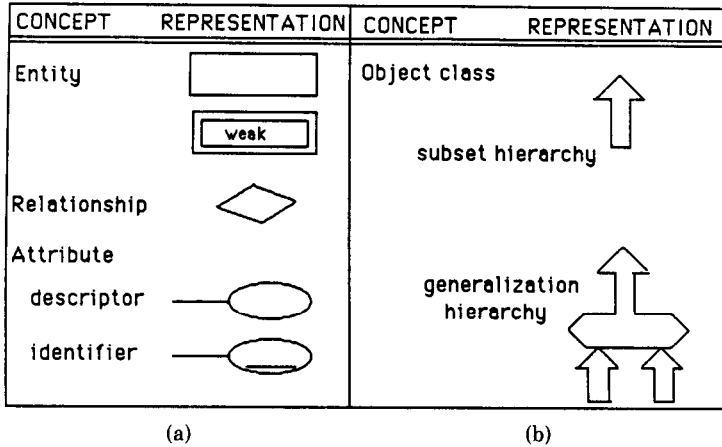 CONCEPT REPRESENTATION
Entity
weak
Relationship
Attribute
descriptor
identifier
(a)
CONCEPT REPRESENTATION
Object class
subset hierarchy
generalization
hierarchy
(b)